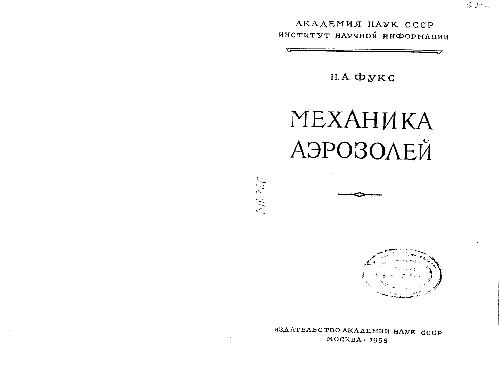 АКАДЕМИЯ НАУК СССР
ИНСТИТУТ НАУЧНОЙ ИНФОРМАЦИИ
Н.А. ФУКС
МЕХАНИКА
АЭРОЗОЛЕЙ
ИЗДАТЕЛЬСТВО АКАДЕМИИ НАУК СССР
МОСКВА · 1955